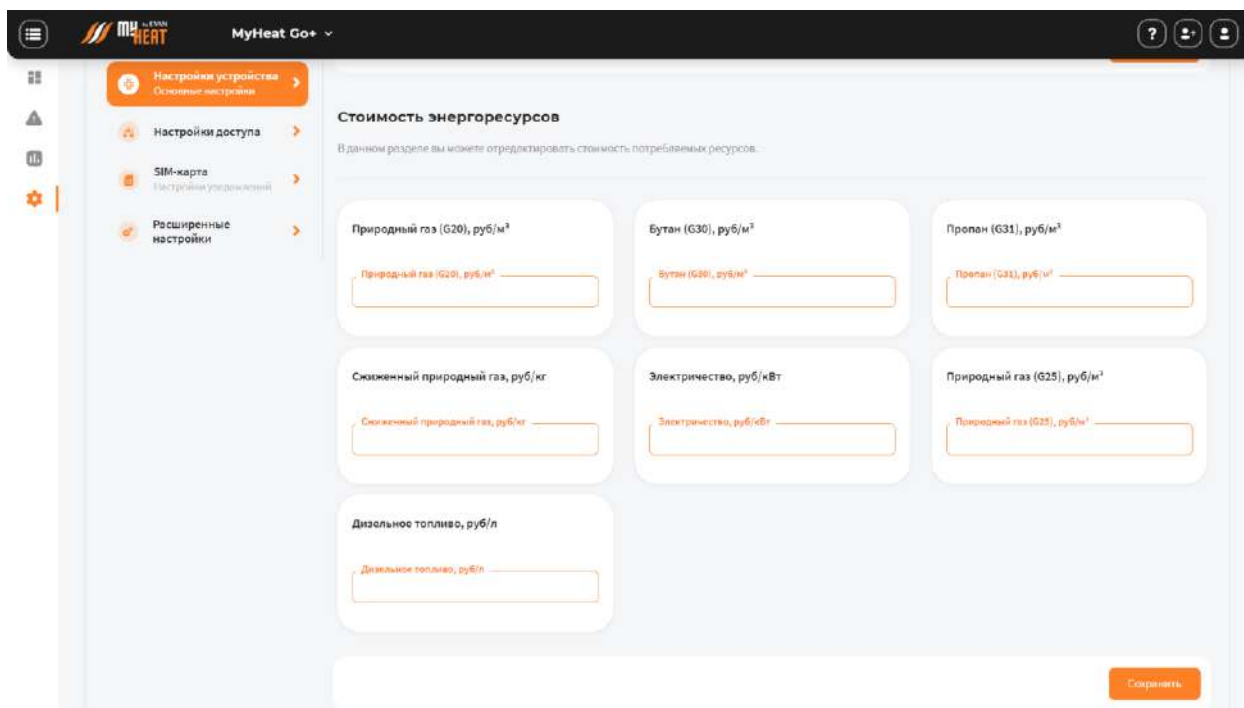 MYHEAT by EVAN
MyHeat Go+
?
Настройки устройства
Основные настройки
Настройки доступа
SIM-карта
Настройки уведомлений
Расширенные
настройки
Стоимость энергоресурсов
В данном разделе вы можете отредактировать стоимость потребляемых ресурсов.
Природный газ (G20), руб/м³
Природный газ (G20), руб/м³
Бутан (G30), руб/м³
Бутан (G30), руб/м³
Пропан (G31), руб/м³
Пропан (G31), руб/м³
Сжиженный природный газ, руб/кг
Сжиженный природный газ, руб/кг
Электричество, руб/кВт
Электричество, руб/кВт
Природный газ (G25), руб/м³
Природный газ (G25), руб/м³
Дизельное топливо, руб/л
Дизельное топливо, руб/л
Сохранить